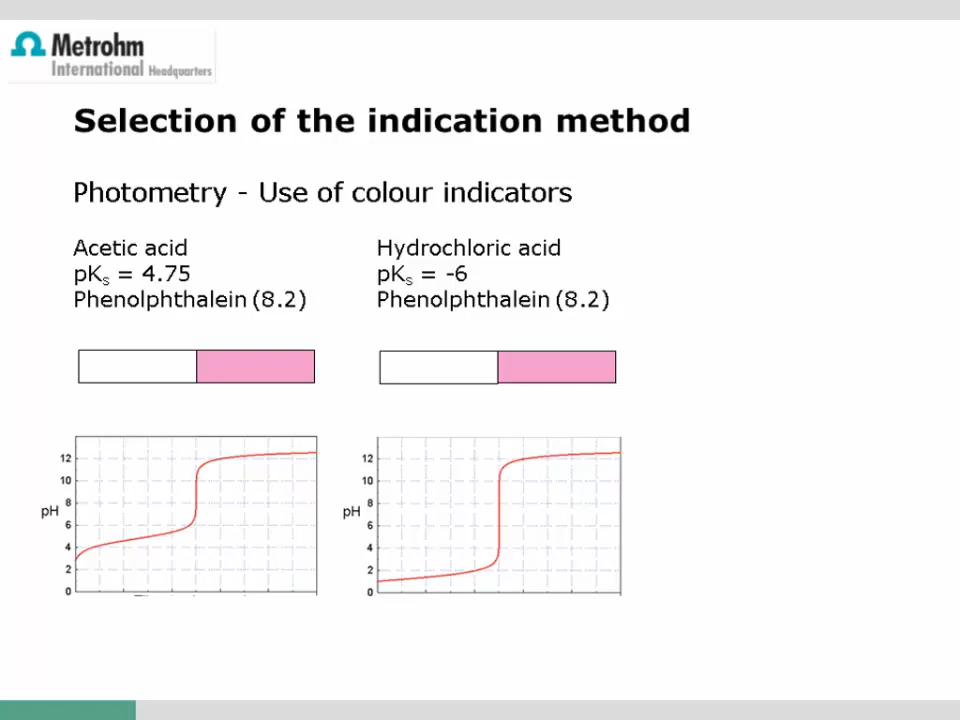 Metrohm
International Headquarters
Selection of the indication method
Photometry - Use of colour indicators
Acetic acid
pKs = 4.75
Phenolphthalein (8.2)
Hydrochloric acid
pKs = -6
Phenolphthalein (8.2)
12
10
8
pH
6
4
2
0
12
10
8
pH
6
4
2
0